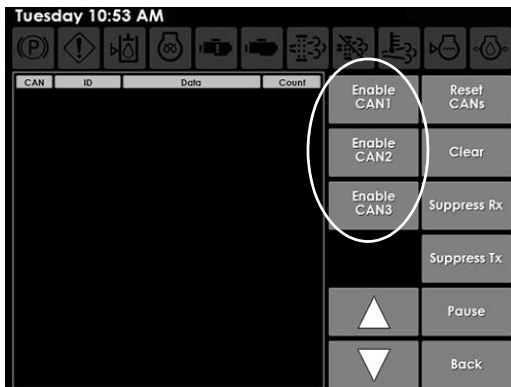 Tuesday 10:53 AM
(P)
CAN ID Data Count
Enable
CAN1
Reset
CANs
Enable
CAN2
Clear
Enable
CAN3
Suppress Rx
Suppress Tx
Pause
Back